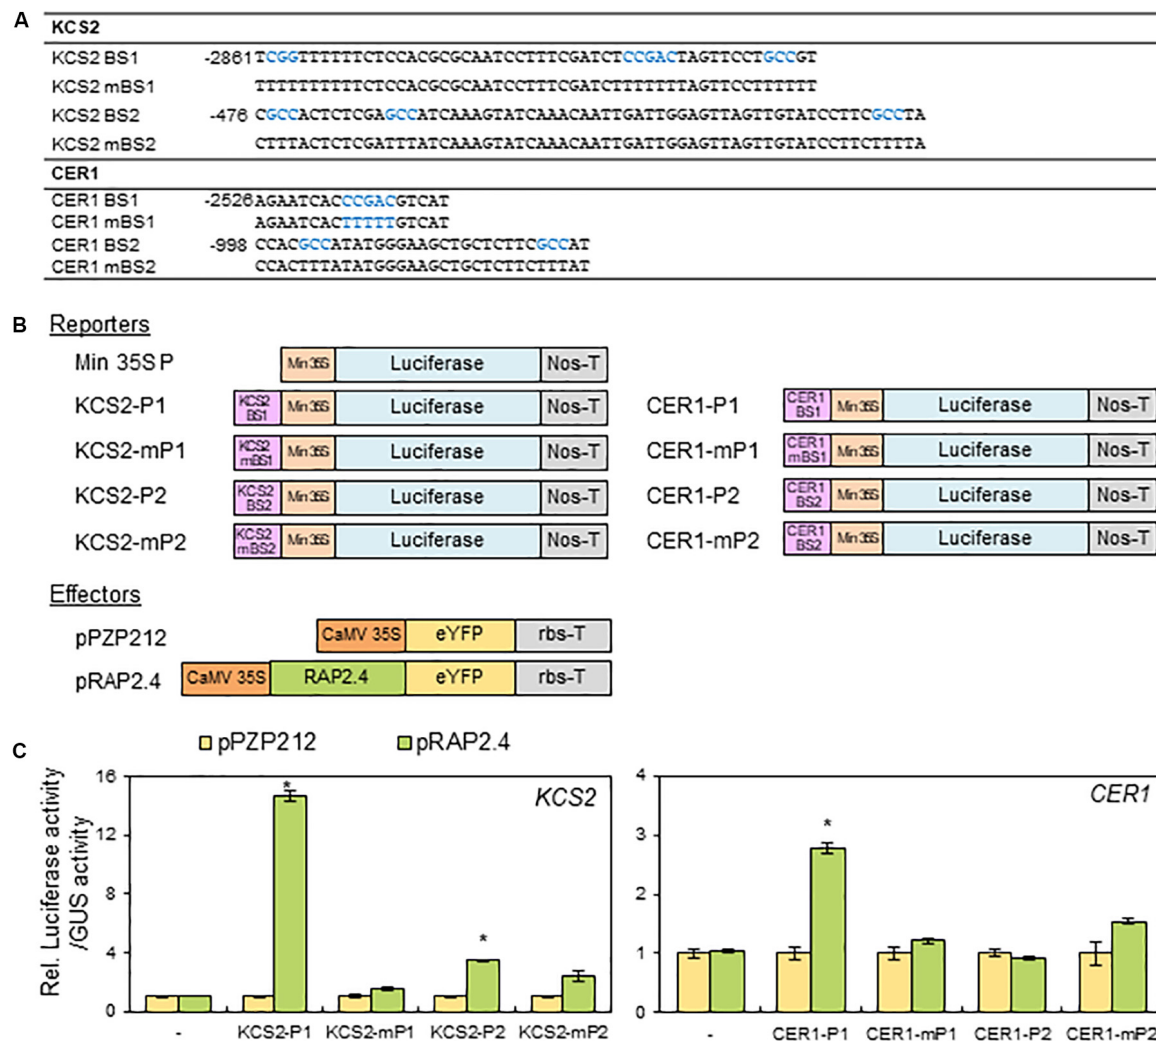 A
KCS2
KCS2 BS1 -2861 TCGGTTTTTTCTCCACGCGCAATCCTTTCGATCTCCGACTAGTTCCTGCCGT
KCS2 mBS1 TTTTTTTTTTCTCCACGCGCAATCCTTTCGATCTTTTTTTAGTTCCTTTTTT
KCS2 BS2 -476 CGCCACTCTCGAGCCATCAAAGTATCAAACAATTGATTGGAGTTAGTTGTATCCTTCGCCTA
KCS2 mBS2 CTTTACTCTCGATTTATCAAAGTATCAAACAATTGATTGGAGTTAGTTGTATCCTTCTTTTA
CER1
CER1 BS1 -2526 AGAATCACCCGACGTCAT
CER1 mBS1 AGAATCACTTTTTGTCAT
CER1 BS2 -998 CCACGCCATATGGGAAGCTGCTCTTCGCCAT
CER1 mBS2 CCACTTTATATGGGAAGCTGCTCTTCTTTAT
B
Reporters
Min 35S P Min 35S Luciferase Nos-T
KCS2-P1 KCS2 BS1 Min 35S Luciferase Nos-T
CER1-P1 CER1 BS1 Min 35S Luciferase Nos-T
KCS2-mP1 KCS2 mBS1 Min 35S Luciferase Nos-T
CER1-mP1 CER1 mBS1 Min 35S Luciferase Nos-T
KCS2-P2 KCS2 BS2 Min 35S Luciferase Nos-T
CER1-P2 CER1 BS2 Min 35S Luciferase Nos-T
KCS2-mP2 KCS2 mBS2 Min 35S Luciferase Nos-T
CER1-mP2 CER1 BS2 Min 35S Luciferase Nos-T
Effectors
pPZP212 CaMV 35S eYFP rbs-T
pRAP2.4 CaMV 35S RAP2.4 eYFP rbs-T
C
pPZP212 pRAP2.4
Rel. Luciferase activity
/GUS activity
16
12
8
4
0
KCS2
*
*
- KCS2-P1 KCS2-mP1 KCS2-P2 KCS2-mP2
4
3
2
1
0
CER1
*
- CER1-P1 CER1-mP1 CER1-P2 CER1-mP2